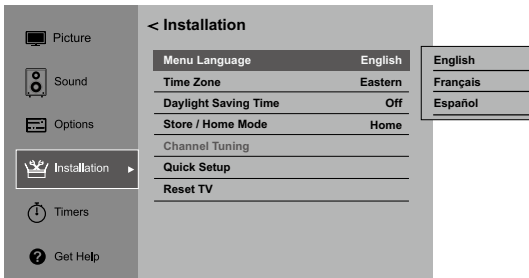 Picture
Sound
Options
Installation
Timers
Get Help
< Installation
Menu Language English
Time Zone Eastern
Daylight Saving Time Off
Store / Home Mode Home
Channel Tuning
Quick Setup
Reset TV
English
Français
Español